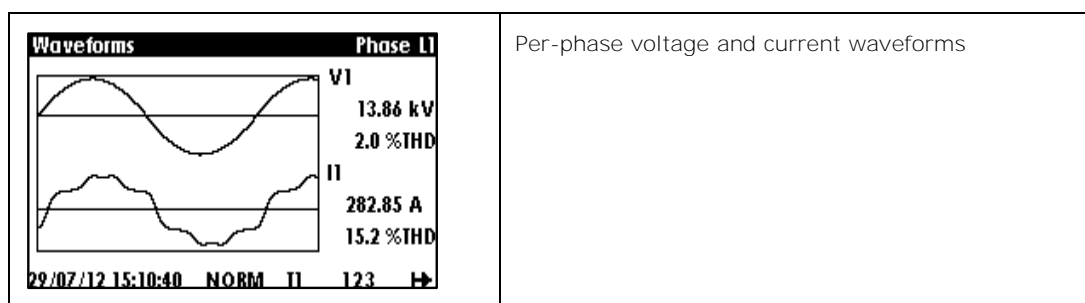 Waveforms Phase L1
V1
13.86 kV
2.0 %THD
I1
282.85 A
15.2 %THD
29/07/12 15:10:40 NORM T1 123
Per-phase voltage and current waveforms